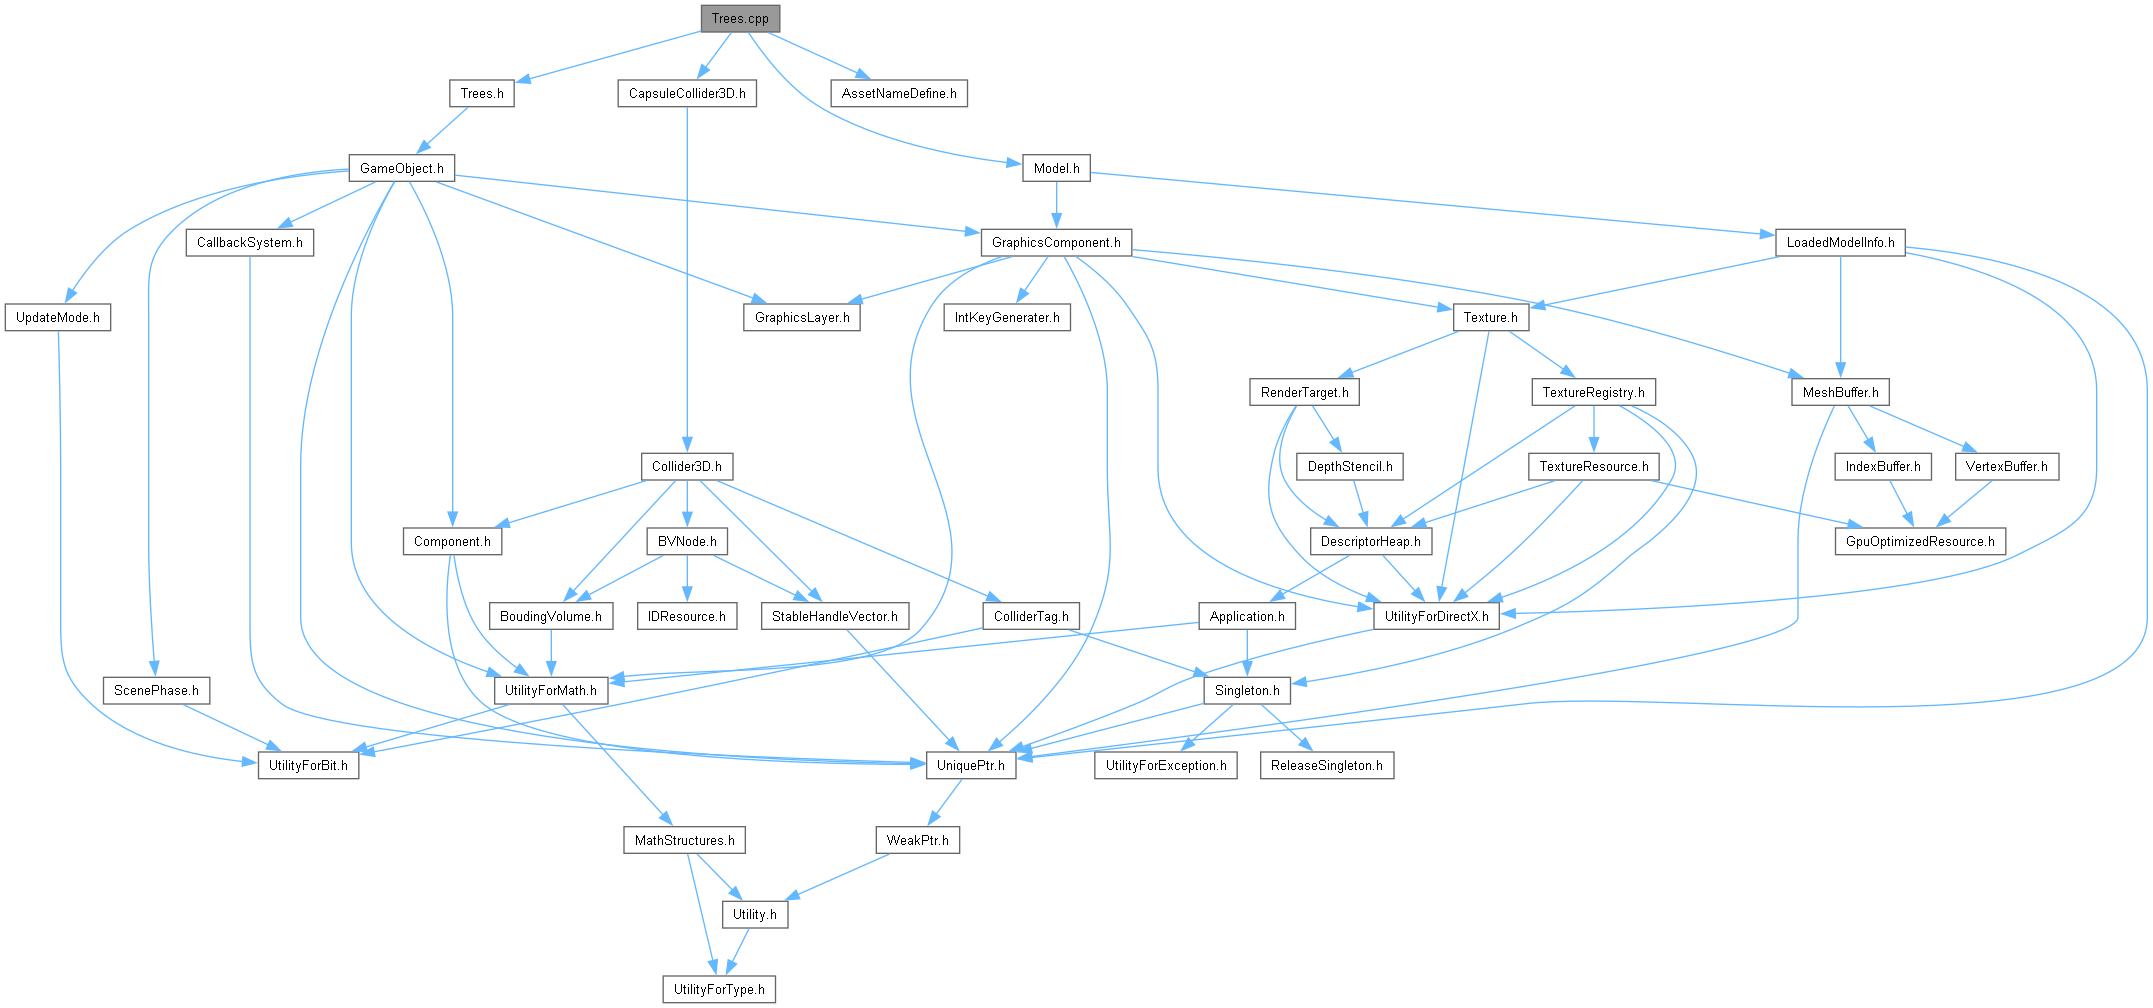 Trees.cpp
Trees.h
CapsuleCollider3D.h
AssetNameDefine.h
GameObject.h
Model.h
CallbackSystem.h
GraphicsComponent.h
LoadedModelInfo.h
UpdateMode.h
GraphicsLayer.h
IntKeyGenerater.h
Texture.h
RenderTarget.h
TextureRegistry.h
MeshBuffer.h
Collider3D.h
DepthStencil.h
TextureResource.h
IndexBuffer.h
VertexBuffer.h
Component.h
BVNode.h
DescriptorHeap.h
GpuOptimizedResource.h
BoudingVolume.h
IDResource.h
StableHandleVector.h
ColliderTag.h
Application.h
UtilityForDirectX.h
ScenePhase.h
UtilityForMath.h
Singleton.h
UtilityForBit.h
UniquePtr.h
UtilityForException.h
ReleaseSingleton.h
MathStructures.h
WeakPtr.h
Utility.h
UtilityForType.h